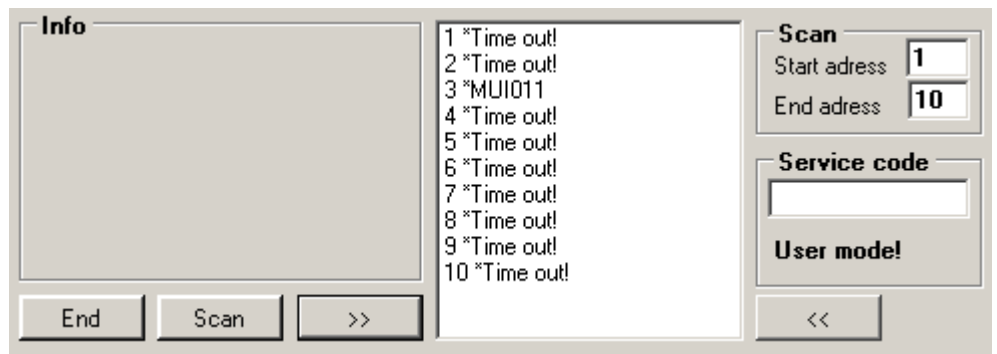 Info
End
Scan
>>
1 *Time out!
2 *Time out!
3 *MUI011
4 *Time out!
5 *Time out!
6 *Time out!
7 *Time out!
8 *Time out!
9 *Time out!
10 *Time out!
Scan
Start adress 1
End adress 10
Service code
User mode!
<<